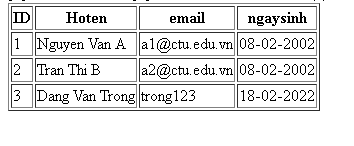 ID Hoten email ngaysinh
1 Nguyen Van A a1@ctu.edu.vn 08-02-2002
2 Tran Thi B a2@ctu.edu.vn 08-02-2002
3 Dang Van Trong trong123 18-02-2022